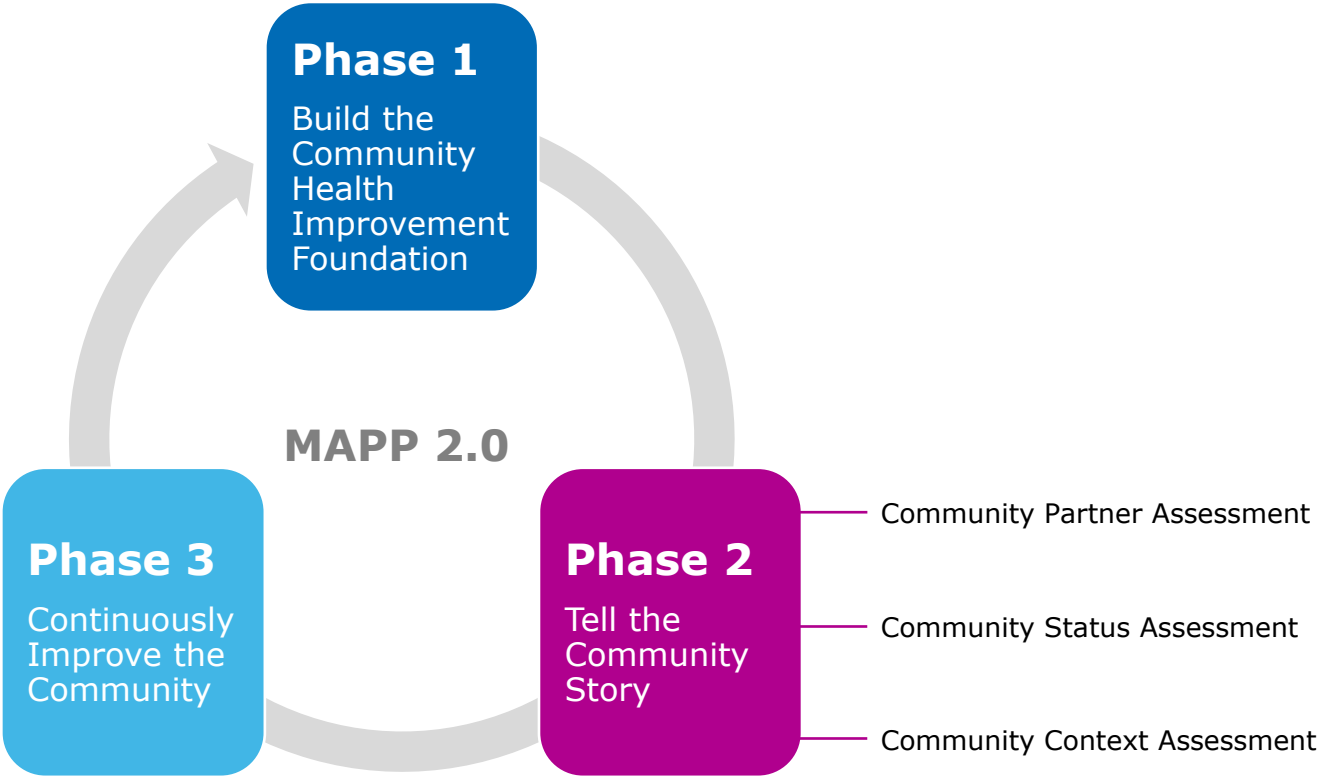 Phase 1
Build the
Community
Health
Improvement
Foundation
MAPP 2.0
Phase 2
Tell the
Community
Story
Community Partner Assessment
Community Status Assessment
Community Context Assessment
Phase 3
Continuously
Improve the
Community